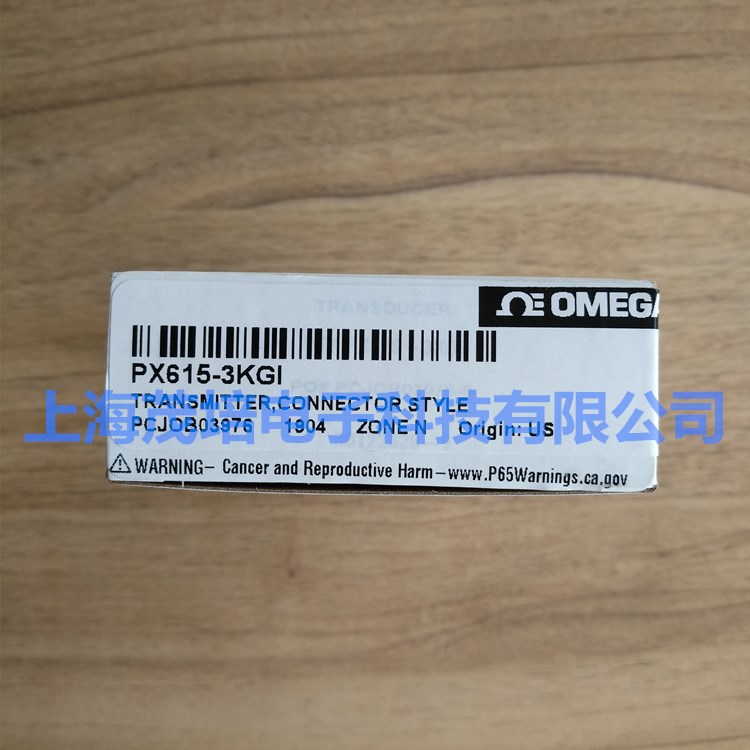 TRANSDUCER
ΩE OMEGA
PX615-3KGI
TRANSMITTER,CONNECTOR STYLE
上海茂培电子科技有限公司
PCJOB03976 1904 ZONE N Origin: US
⚠ WARNING- Cancer and Reproductive Harm-www.P65Warnings.ca.gov